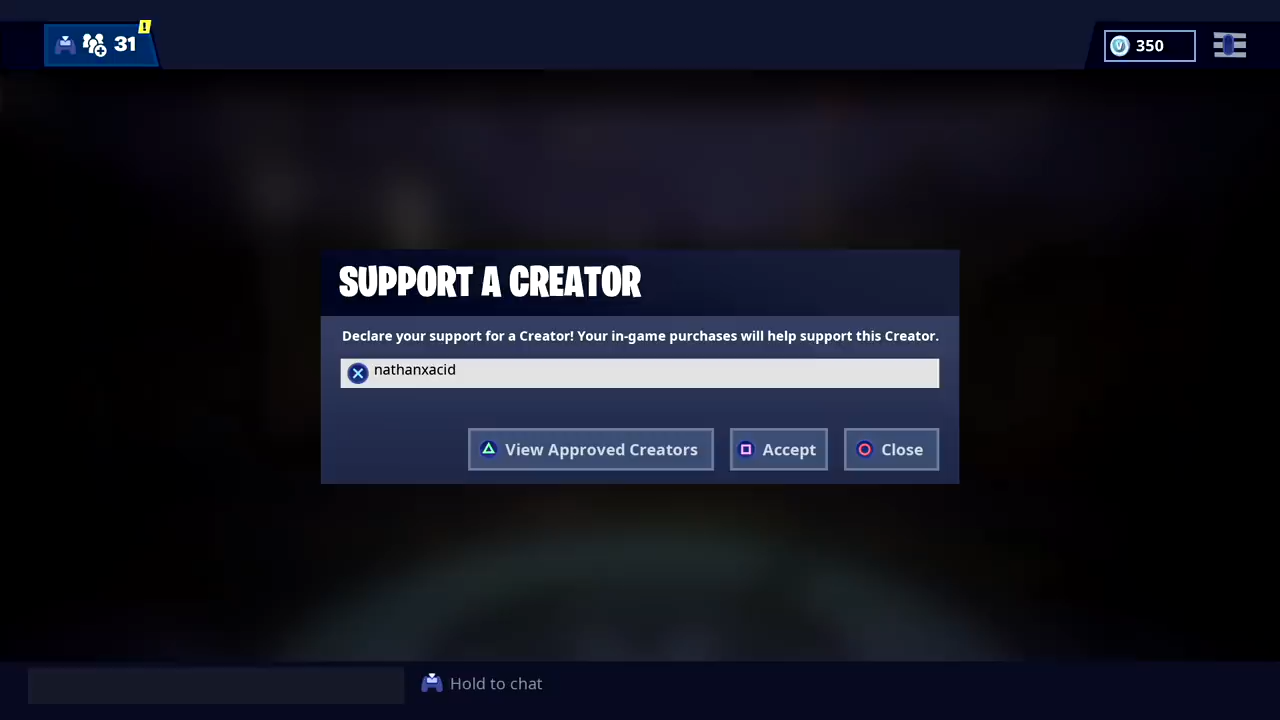 31
!
350
SUPPORT A CREATOR
Declare your support for a Creator! Your in-game purchases will help support this Creator.
nathanxacid
View Approved Creators
Accept
Close
Hold to chat